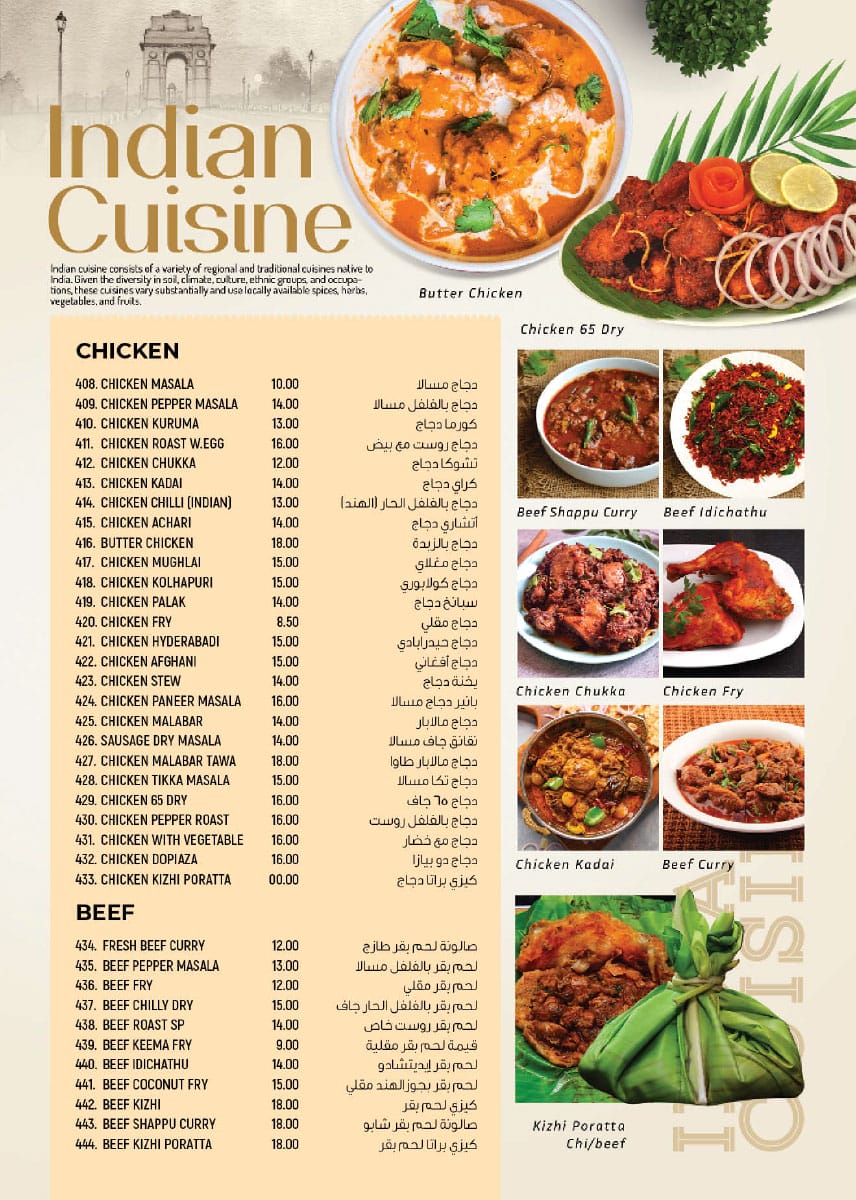 Indian
Cuisine
Indian cuisine consists of a variety of regional and traditional cuisines native to
India. Given the diversity in soil, climate, culture, ethnic groups, and occupa-
tions, these cuisines vary substantially and use locally available spices, herbs,
vegetables, and fruits.
Butter Chicken
Chicken 65 Dry
CHICKEN
408. CHICKEN MASALA 10.00 دجاج مسالا
409. CHICKEN PEPPER MASALA 14.00 دجاج بالفلفل مسالا
410. CHICKEN KURUMA 13.00 كورما دجاج
411. CHICKEN ROAST W.EGG 16.00 دجاج روست مع بيض
412. CHICKEN CHUKKA 12.00 تشوكا دجاج
413. CHICKEN KADAI 14.00 كراي دجاج
414. CHICKEN CHILLI (INDIAN) 13.00 دجاج بالفلفل الحار (الهند)
415. CHICKEN ACHARI 14.00 أتشاري دجاج
416. BUTTER CHICKEN 18.00 دجاج بالزبدة
417. CHICKEN MUGHLAI 15.00 دجاج مغلاي
418. CHICKEN KOLHAPURI 15.00 دجاج كولابوري
419. CHICKEN PALAK 14.00 سبانخ دجاج
420. CHICKEN FRY 8.50 دجاج مقلي
421. CHICKEN HYDERABADI 15.00 دجاج حيدرابادي
422. CHICKEN AFGHANI 15.00 دجاج أفغاني
423. CHICKEN STEW 14.00 يخنة دجاج
424. CHICKEN PANEER MASALA 16.00 بانير دجاج مسالا
425. CHICKEN MALABAR 14.00 دجاج مالابار
426. SAUSAGE DRY MASALA 14.00 نقانق جاف مسالا
427. CHICKEN MALABAR TAWA 18.00 دجاج مالابار طاوا
428. CHICKEN TIKKA MASALA 15.00 دجاج تكا مسالا
429. CHICKEN 65 DRY 16.00 دجاج ٦٥ جاف
430. CHICKEN PEPPER ROAST 16.00 دجاج بالفلفل روست
431. CHICKEN WITH VEGETABLE 16.00 دجاج مع خضار
432. CHICKEN DOPIAZA 16.00 دجاج دو بيازا
433. CHICKEN KIZHI PORATTA 00.00 كيزي براتا دجاج
BEEF
434. FRESH BEEF CURRY 12.00 صالونة لحم بقر طازج
435. BEEF PEPPER MASALA 13.00 لحم بقر بالفلفل مسالا
436. BEEF FRY 12.00 لحم بقر مقلي
437. BEEF CHILLY DRY 15.00 لحم بقر بالفلفل الحار جاف
438. BEEF ROAST SP 14.00 لحم بقر روست خاص
439. BEEF KEEMA FRY 9.00 قيمة لحم بقر مقلية
440. BEEF IDICHATHU 14.00 لحم بقر إيديتشادو
441. BEEF COCONUT FRY 15.00 لحم بقر بجوز الهند مقلي
442. BEEF KIZHI 18.00 كيزي لحم بقر
443. BEEF SHAPPU CURRY 18.00 لحم بقر شابو
444. BEEF KIZHI PORATTA 18.00 كيزي براتا لحم بقر
Beef Shappu Curry
Beef Idichathu
Chicken Chukka
Chicken Fry
Chicken Kadai
Beef Curry
Kizhi Poratta
Chi/beef